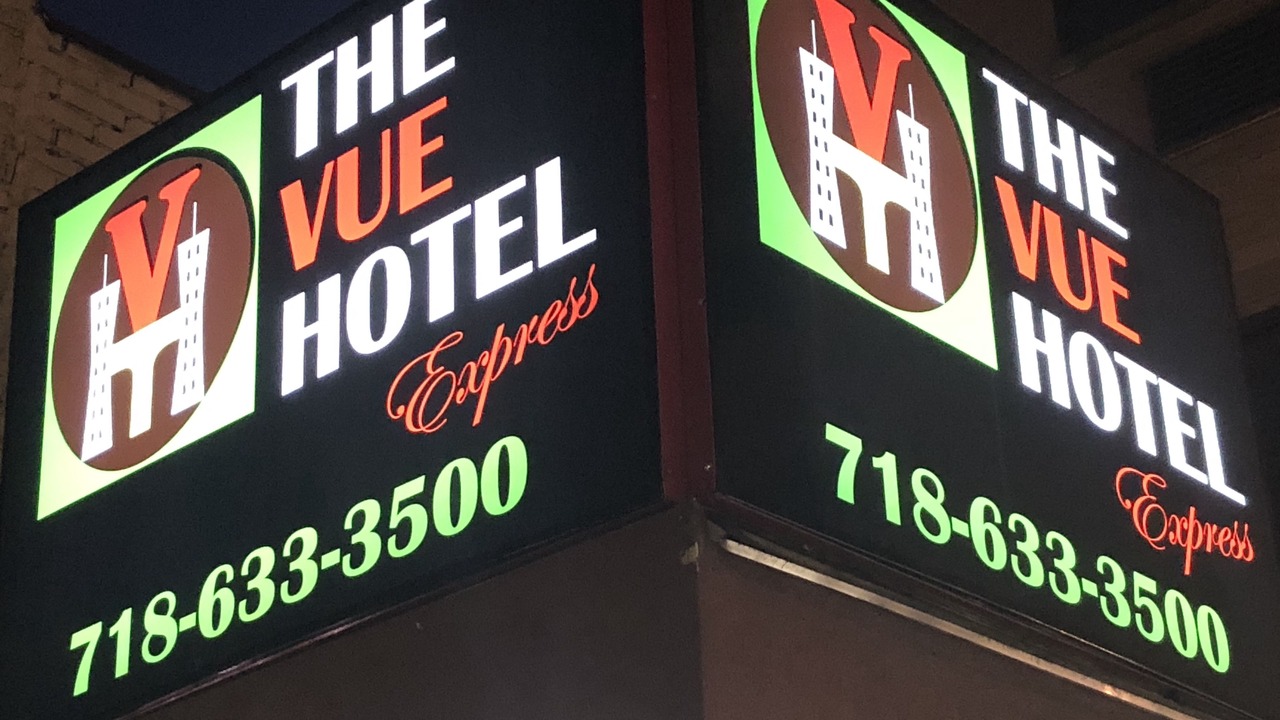 V
THE
VUE
HOTEL
Express
718-633-3500
V
THE
VUE
HOTEL
Express
718-633-3500